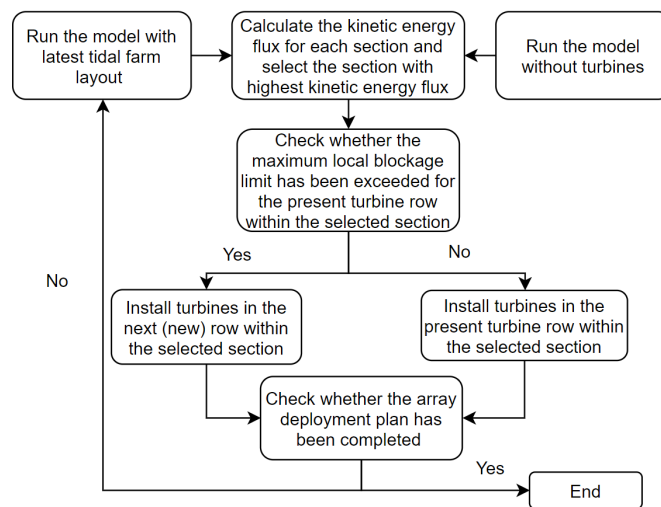 Run the model with
latest tidal farm
layout
Calculate the kinetic energy
flux for each section and
select the section with
highest kinetic energy flux
Run the model
without turbines
Check whether the
maximum local blockage
limit has been exceeded for
the present turbine row
within the selected section
Yes
No
No
Install turbines in the
next (new) row within
the selected section
Install turbines in the
present turbine row within
the selected section
Check whether the array
deployment plan has
been completed
Yes
End